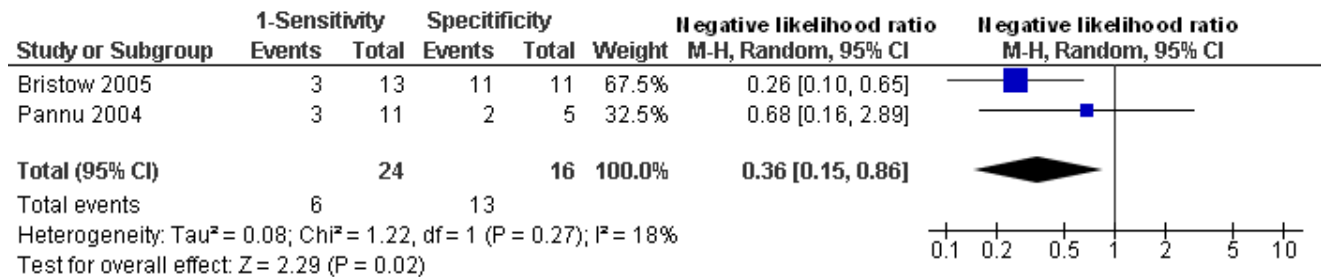 1-Sensitivity Specitificity Negative likelihood ratio Negative likelihood ratio
Study or Subgroup Events Total Events Total Weight M-H, Random, 95% CI M-H, Random, 95% CI
Bristow 2005 3 13 11 11 67.5% 0.26 [0.10, 0.65]
Pannu 2004 3 11 2 5 32.5% 0.68 [0.16, 2.89]
Total (95% CI) 24 16 100.0% 0.36 [0.15, 0.86]
Total events 6 13
Heterogeneity: Tau² = 0.08; Chi² = 1.22, df = 1 (P = 0.27); I² = 18%
Test for overall effect: Z = 2.29 (P = 0.02)
0.1 0.2 0.5 1 2 5 10